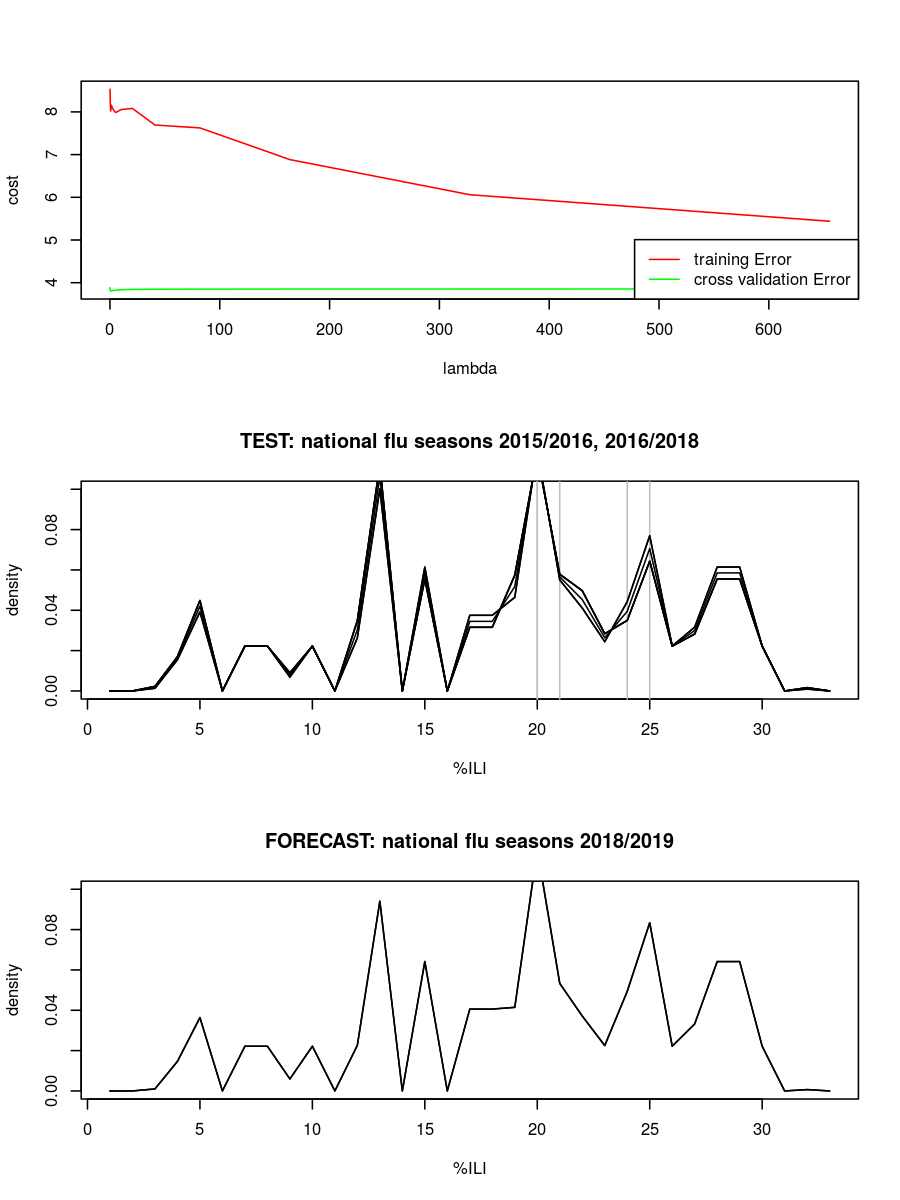 8
7
6
5
4
cost
training Error
cross validation Error
0 100 200 300 400 500 600
lambda
TEST: national flu seasons 2015/2016, 2016/2018
0.08
0.04
0.00
density
0 5 10 15 20 25 30
%ILI
FORECAST: national flu seasons 2018/2019
0.08
0.04
0.00
density
0 5 10 15 20 25 30
%ILI